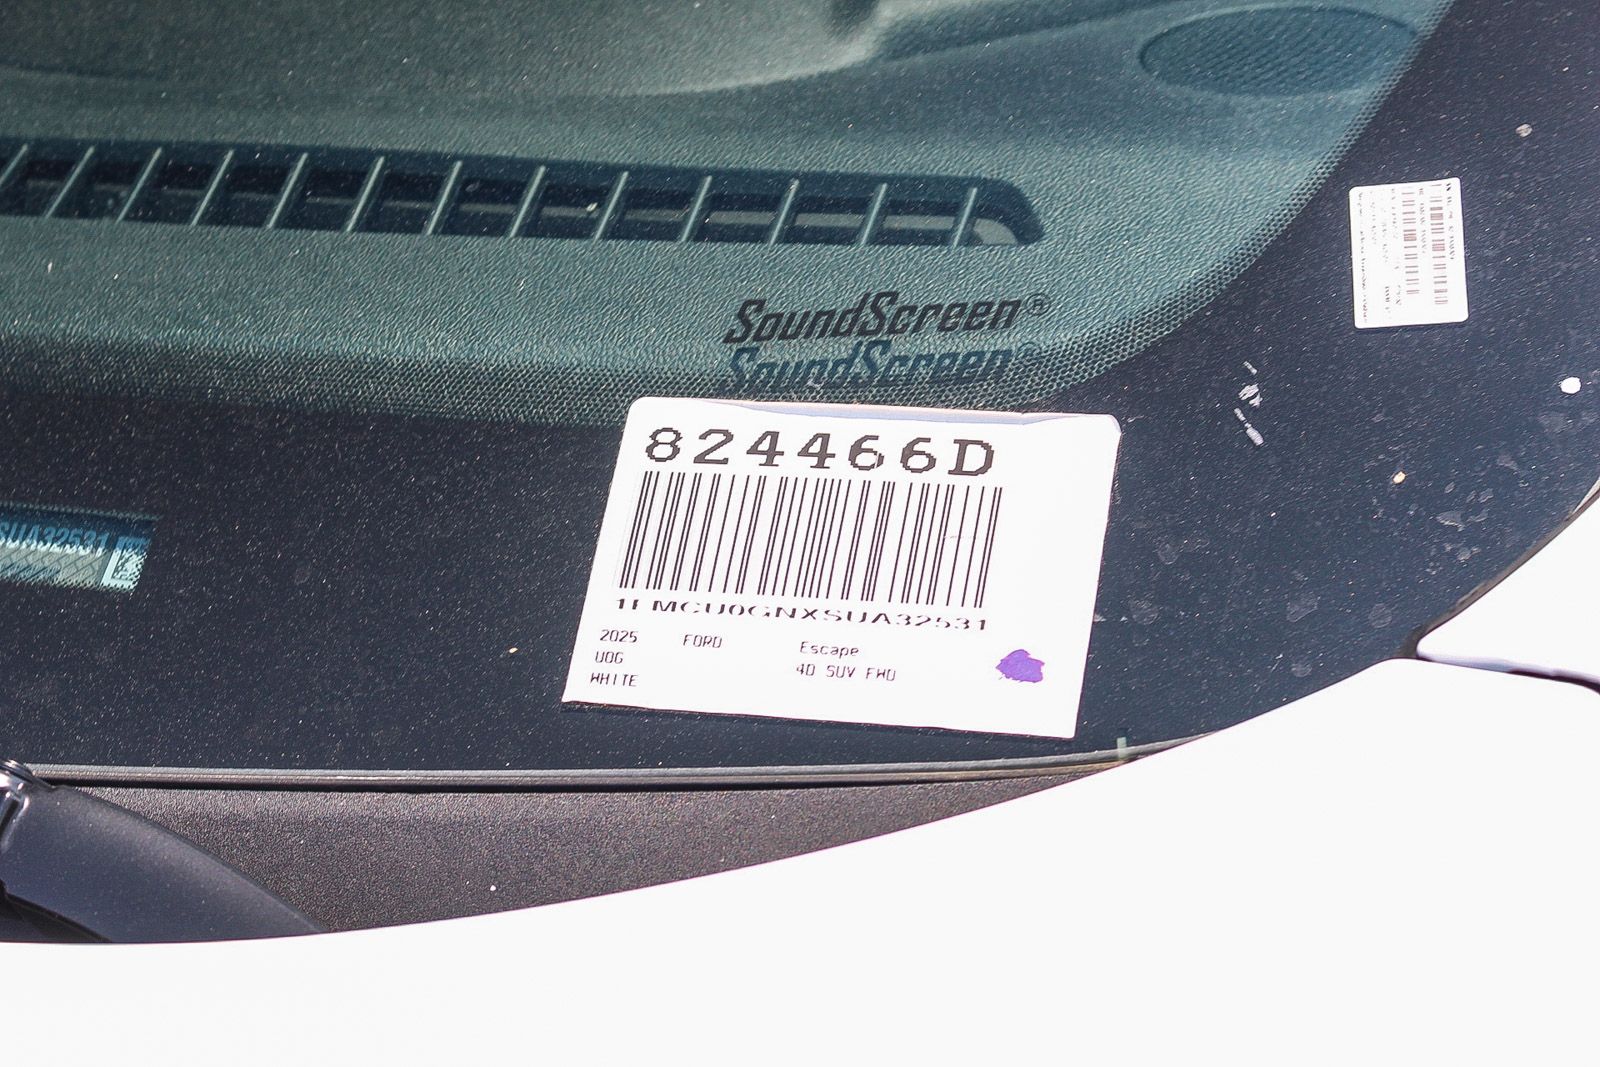 SoundScreen®
SoundScreen®
SUA32531
824466D
1FMCU0GNXSUA32531
2025 FORD Escape
U0G 4D SUV FWD
WHITE